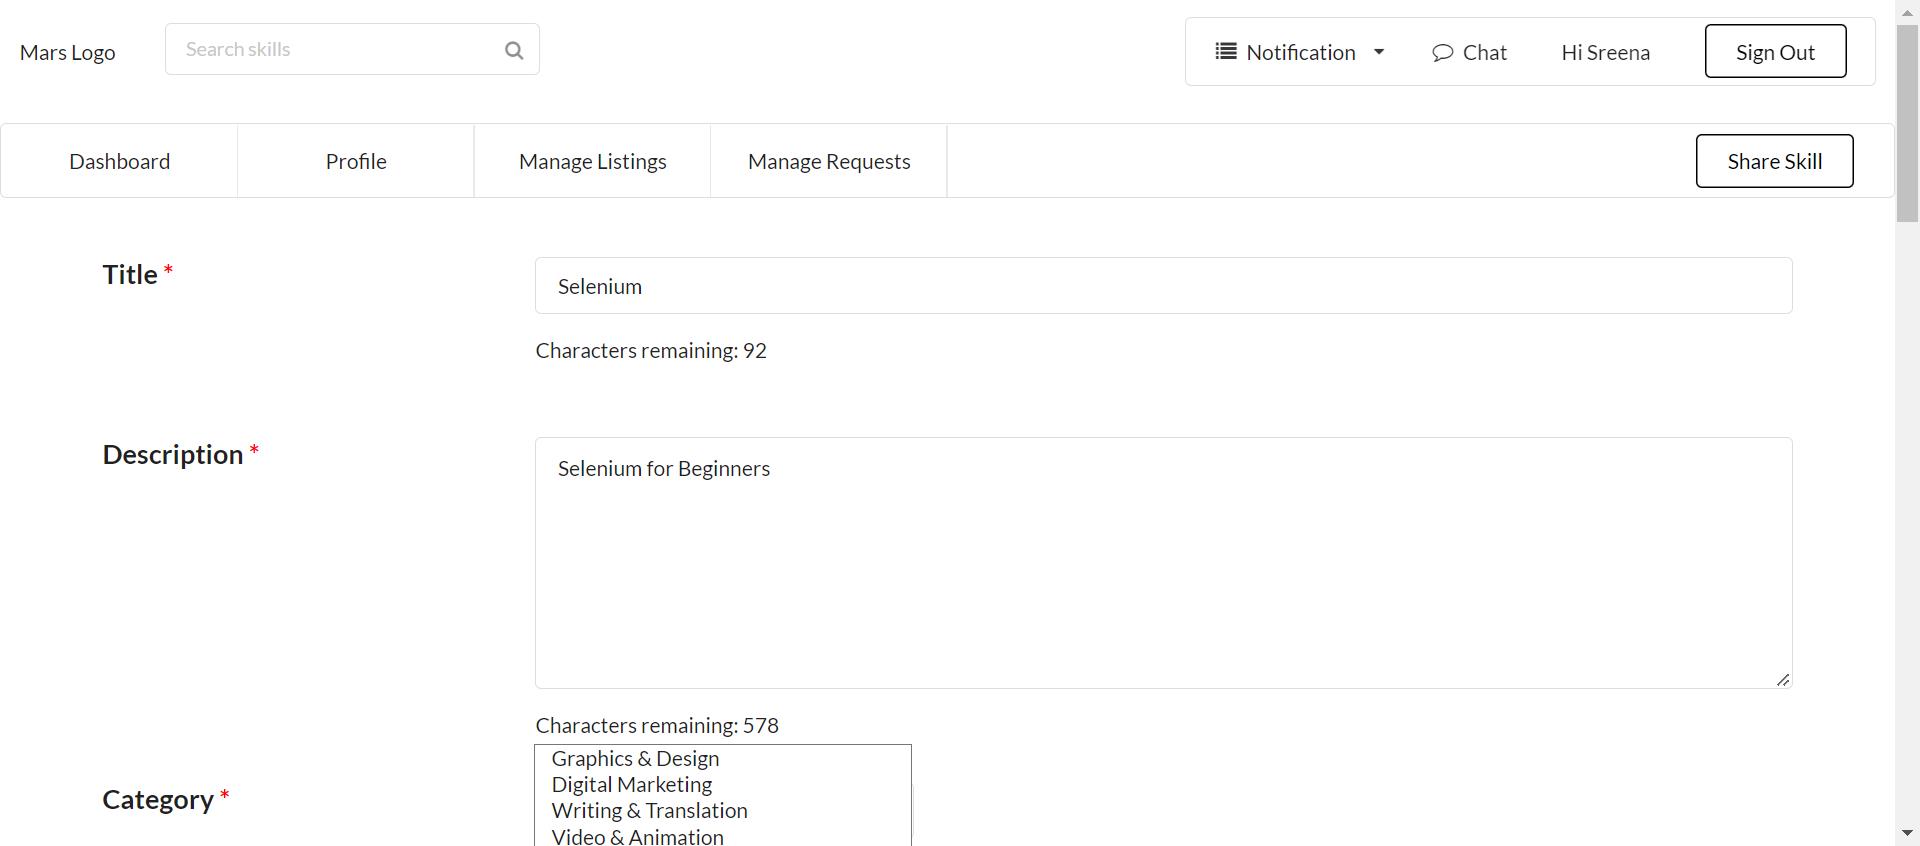 Mars Logo
Search skills
Notification
Chat
Hi Sreena
Sign Out
Dashboard
Profile
Manage Listings
Manage Requests
Share Skill
Title *
Selenium
Characters remaining: 92
Description *
Selenium for Beginners
Characters remaining: 578
Category *
Graphics & Design
Digital Marketing
Writing & Translation
Video & Animation